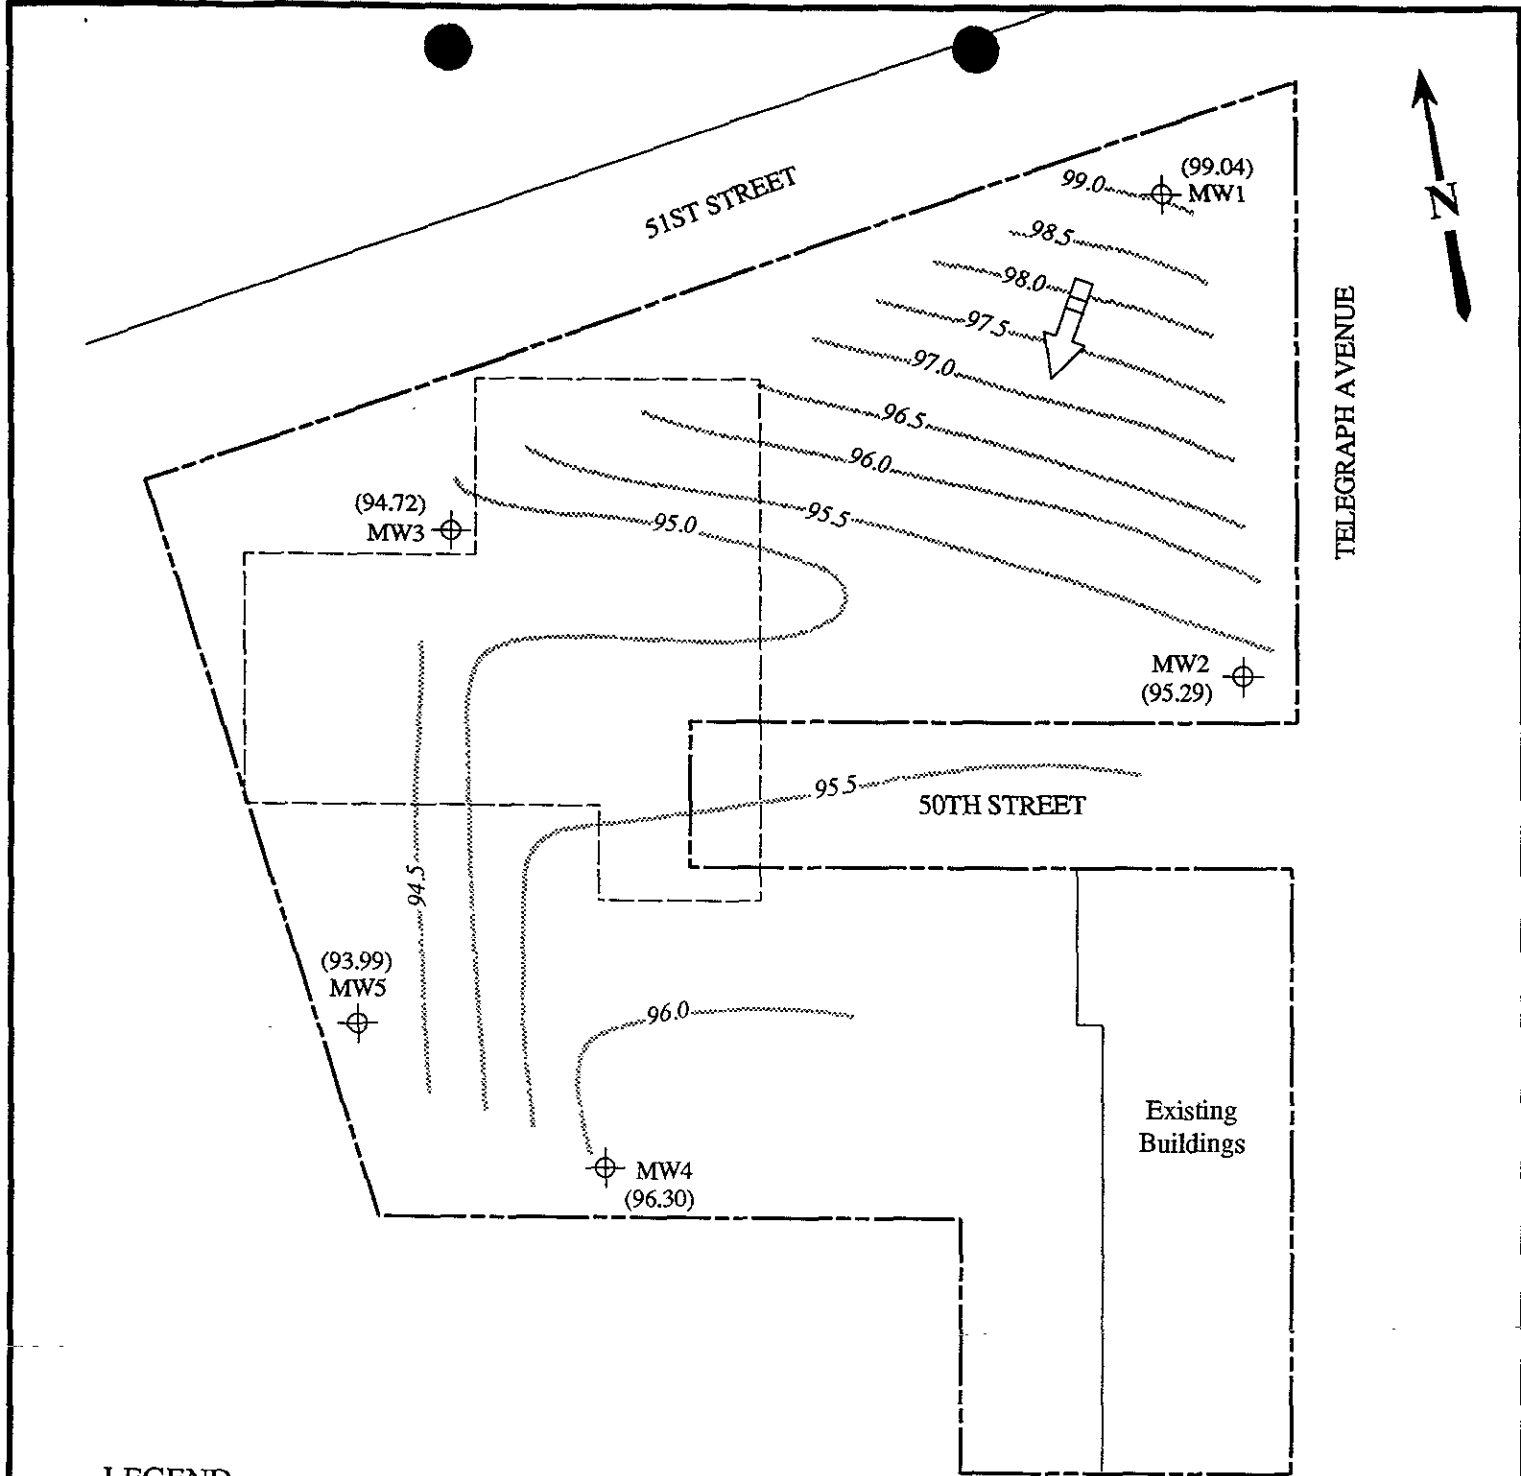 51ST STREET
(99.04)
MW1
99.0
98.5
98.0
97.5
97.0
96.5
96.0
95.5
95.0
N
TELEGRAPH AVENUE
(94.72)
MW3
MW2
(95.29)
95.5
50TH STREET
94.5
(93.99)
MW5
96.0
MW4
(96.30)
Existing
Buildings
LEGEND